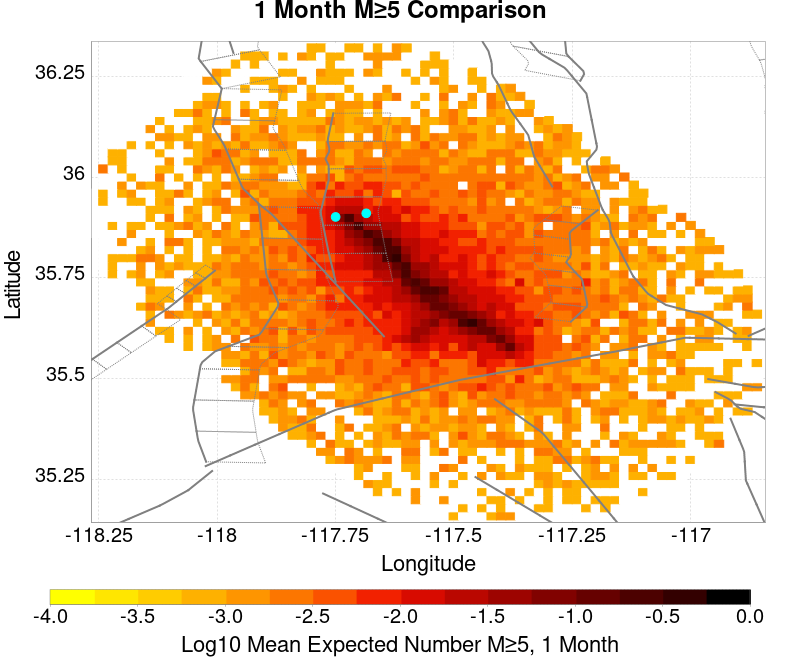 1 Month M≥5 Comparison
36.25
36
35.75
35.5
35.25
Latitude
-118.25 -118 -117.75 -117.5 -117.25 -117
Longitude
-4.0 -3.5 -3.0 -2.5 -2.0 -1.5 -1.0 -0.5 0.0
Log10 Mean Expected Number M≥5, 1 Month